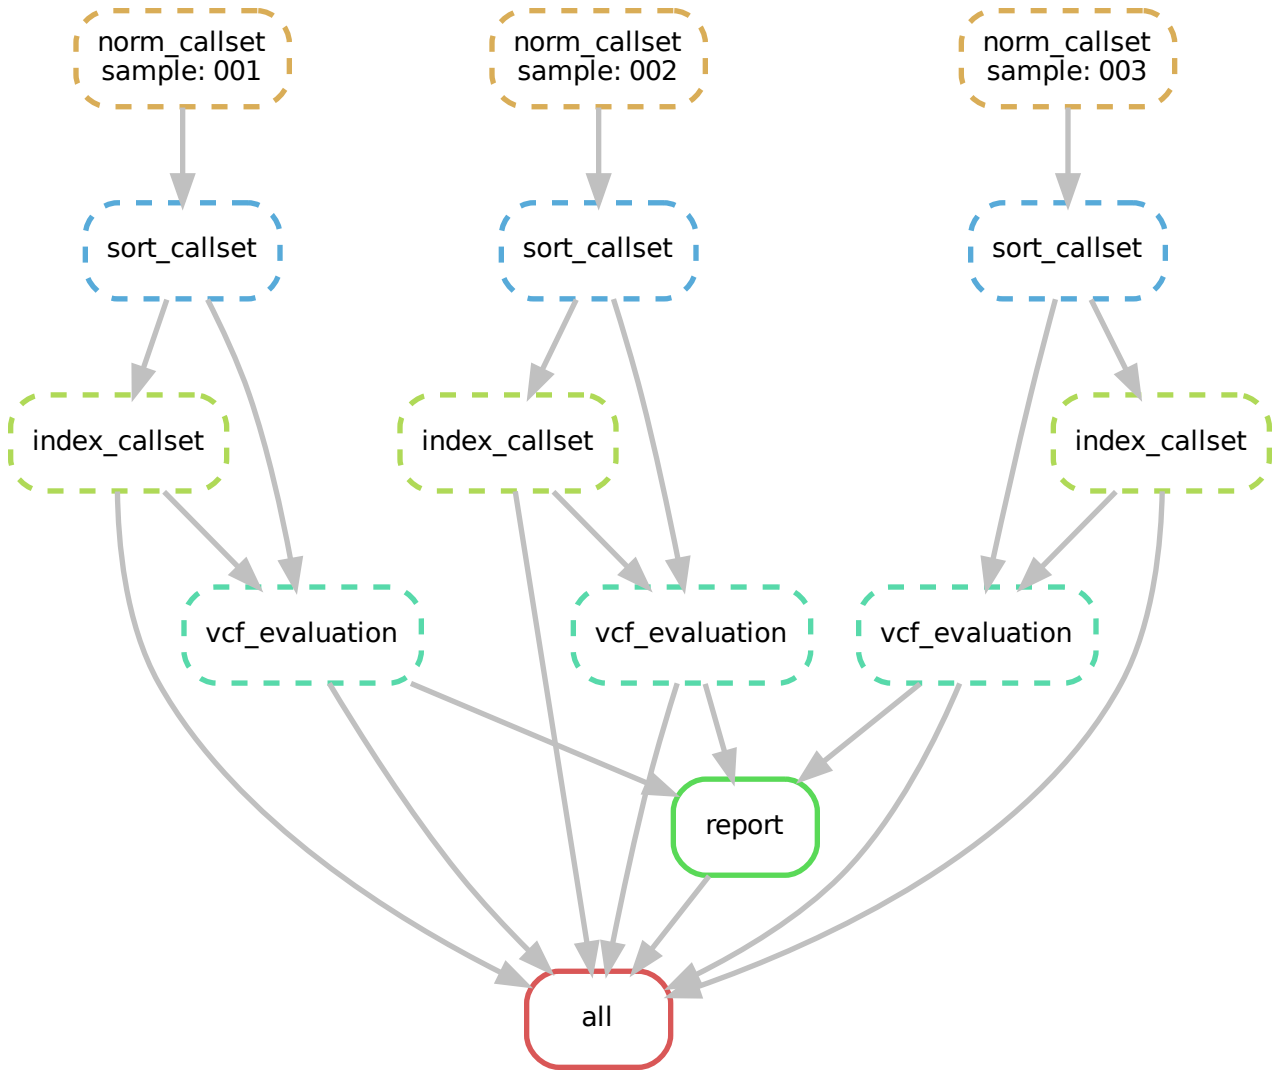 norm_callset
sample: 001
norm_callset
sample: 002
norm_callset
sample: 003
sort_callset
sort_callset
sort_callset
index_callset
index_callset
index_callset
vcf_evaluation
vcf_evaluation
vcf_evaluation
report
all